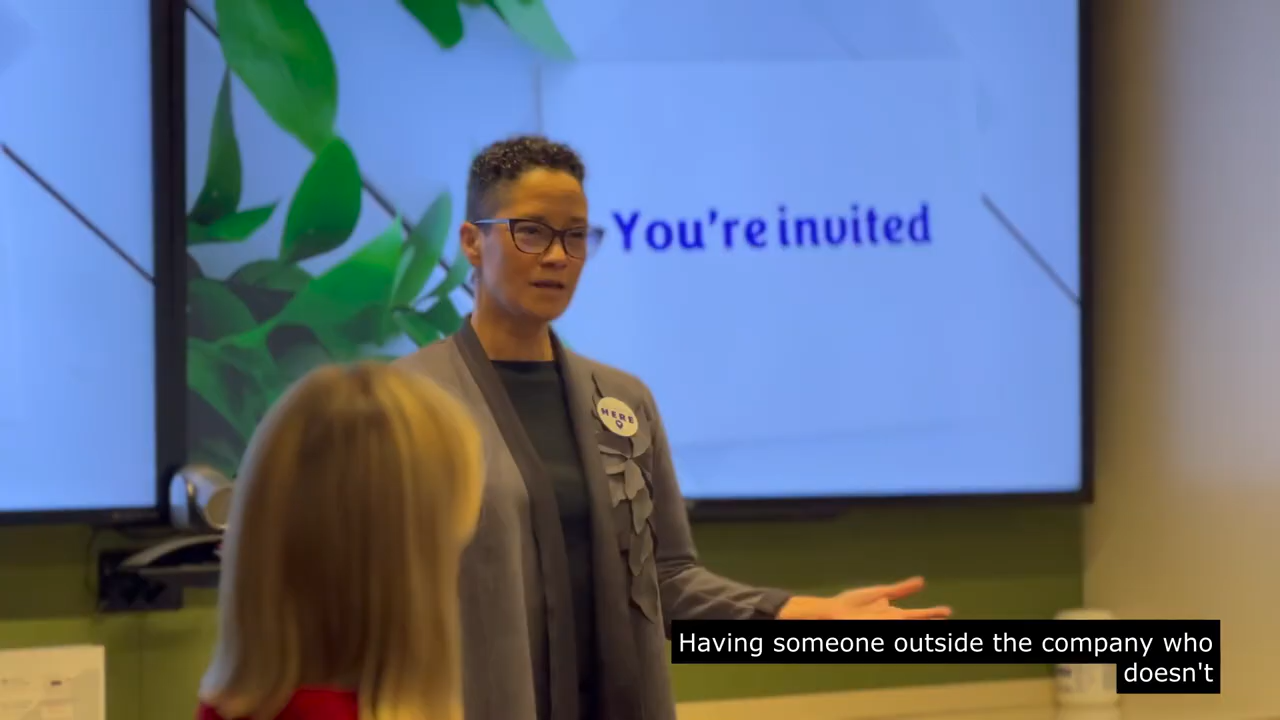 You're invited
HERE
Having someone outside the company who
doesn't